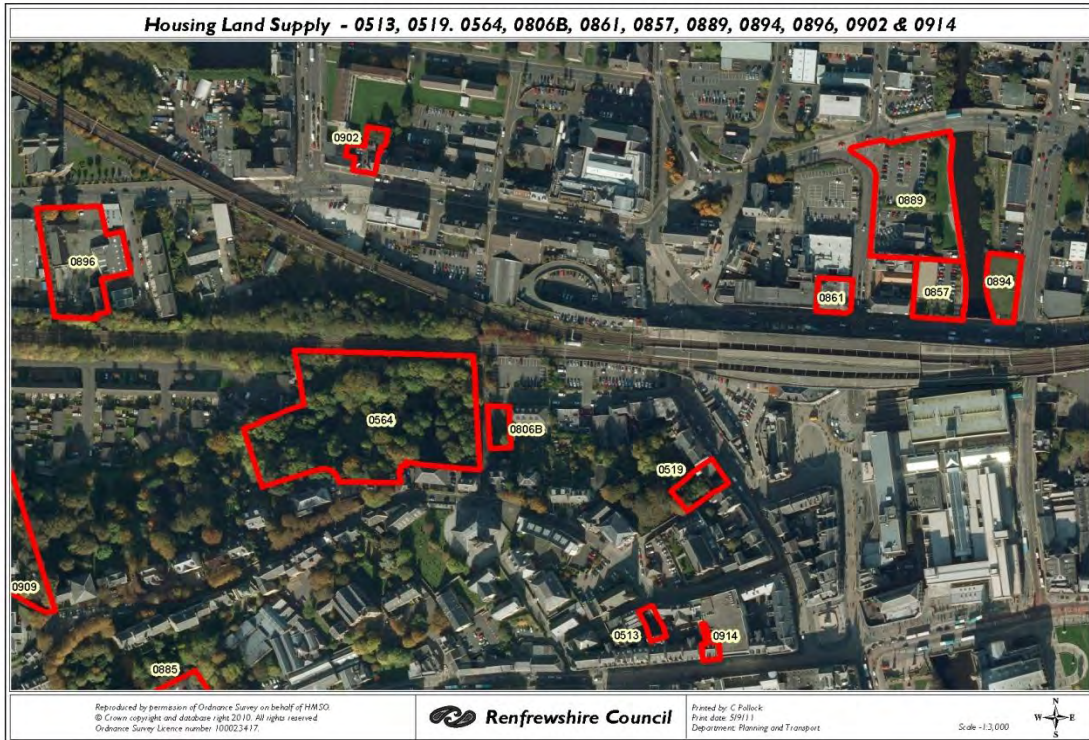 Housing Land Supply - 0513, 0519. 0564, 0806B, 0861, 0857, 0889, 0894, 0896, 0902 & 0914
0902
0889
0896
0861
0857
0894
0564
0806B
0519
0909
0513
0914
0885
Reproduced by permission of Ordnance Survey on behalf of HMSO.
© Crown copyright and database right 2010. All rights reserved.
Ordnance Survey Licence number 100023417.
Renfrewshire Council
Printed by: C Pollock
Print date: 5/9/11
Department: Planning and Transport
N
W E
S
Scale -1:3,000